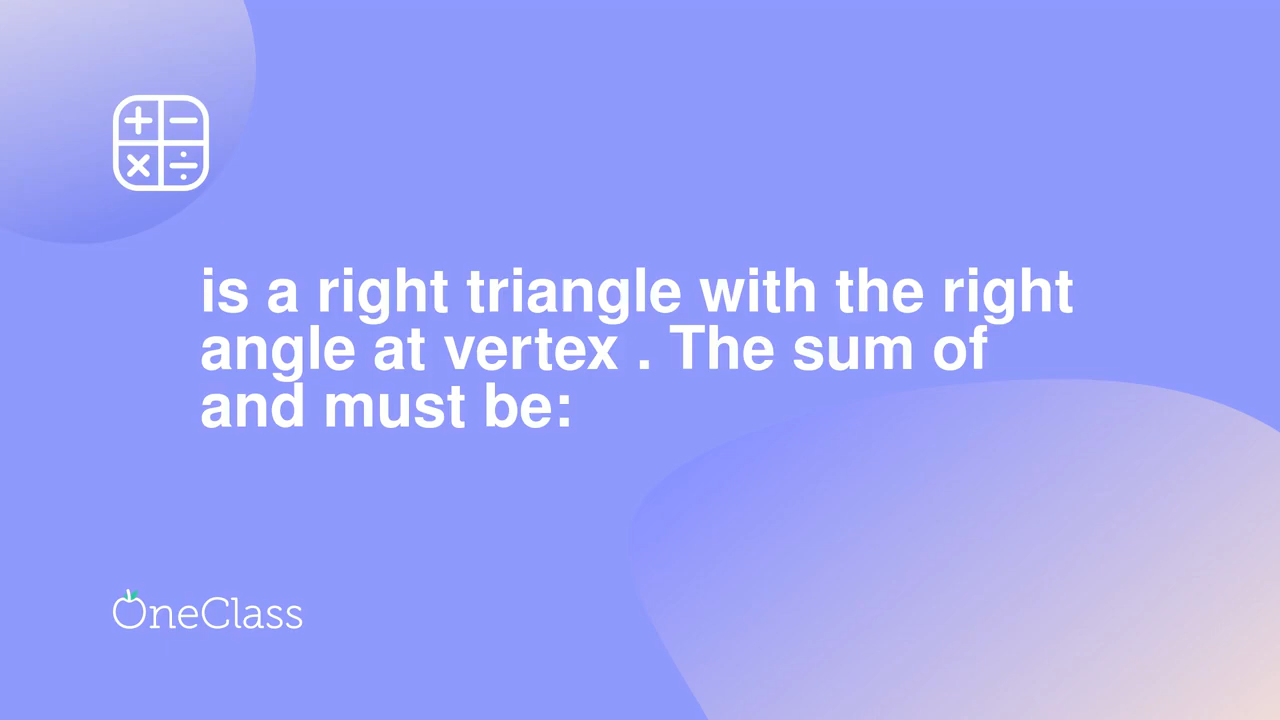 is a right triangle with the right
angle at vertex . The sum of
and must be:
OneClass